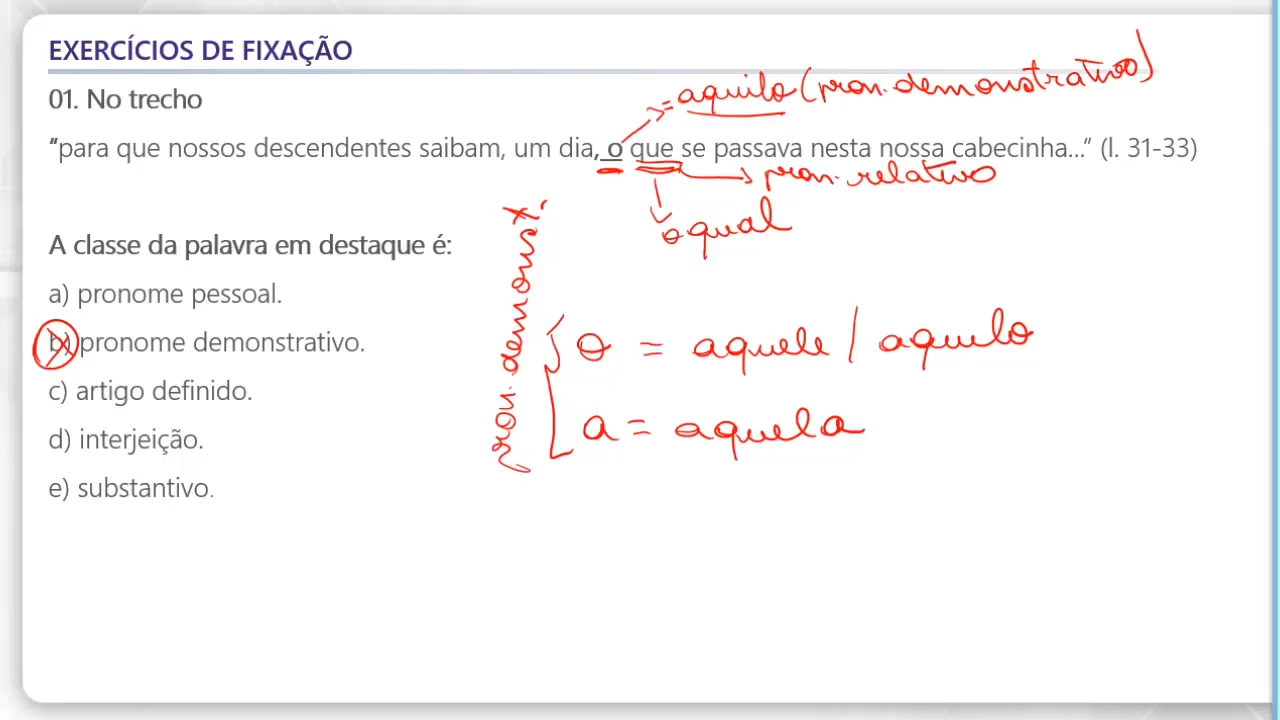 EXERCÍCIOS DE FIXAÇÃO
= aquilo (pron. demonstrativo)
01. No trecho
“para que nossos descendentes saibam, um dia, o que se passava nesta nossa cabecinha...” (l. 31-33)
pron. relativo
o qual
A classe da palavra em destaque é:
a) pronome pessoal.
b) pronome demonstrativo.
c) artigo definido.
d) interjeição.
e) substantivo.
pron. demonst.
o = aquele / aquilo
a = aquela